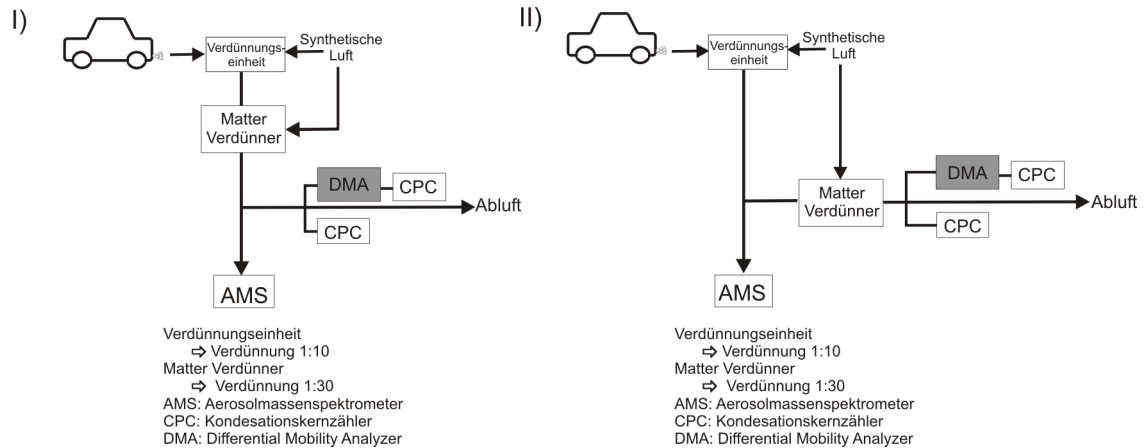 I)
Verdünnungs-
einheit
Synthetische
Luft
Matter
Verdünner
DMA
CPC
CPC
Abluft
AMS
Verdünnungseinheit
⇨ Verdünnung 1:10
Matter Verdünner
⇨ Verdünnung 1:30
AMS: Aerosolmassenspektrometer
CPC: Kondesationskernzähler
DMA: Differential Mobility Analyzer
II)
Verdünnungs-
einheit
Synthetische
Luft
Matter
Verdünner
DMA
CPC
CPC
Abluft
AMS
Verdünnungseinheit
⇨ Verdünnung 1:10
Matter Verdünner
⇨ Verdünnung 1:30
AMS: Aerosolmassenspektrometer
CPC: Kondesationskernzähler
DMA: Differential Mobility Analyzer